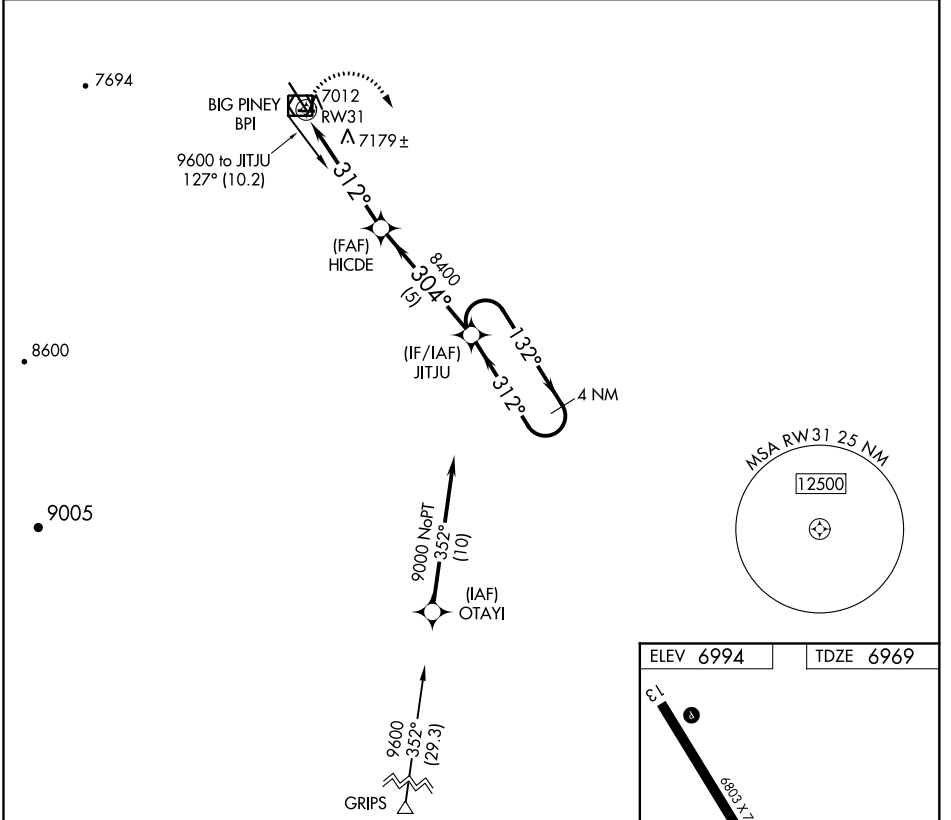 7694
BIG PINEY
BPI
7012
RW31
7179±
9600 to JITJU
127° (10.2)
312°
(FAF)
HICDE
8400
304°
(5)
(IF/IAF)
JITJU
132°
312°
4 NM
8600
9005
MSA RW31 25 NM
12500
9000 NoPT
352°
(10)
(IAF)
OTAYI
9600
352°
(29.3)
GRIPS
ELEV 6994
TDZE 6969
13
P
6803 X 7